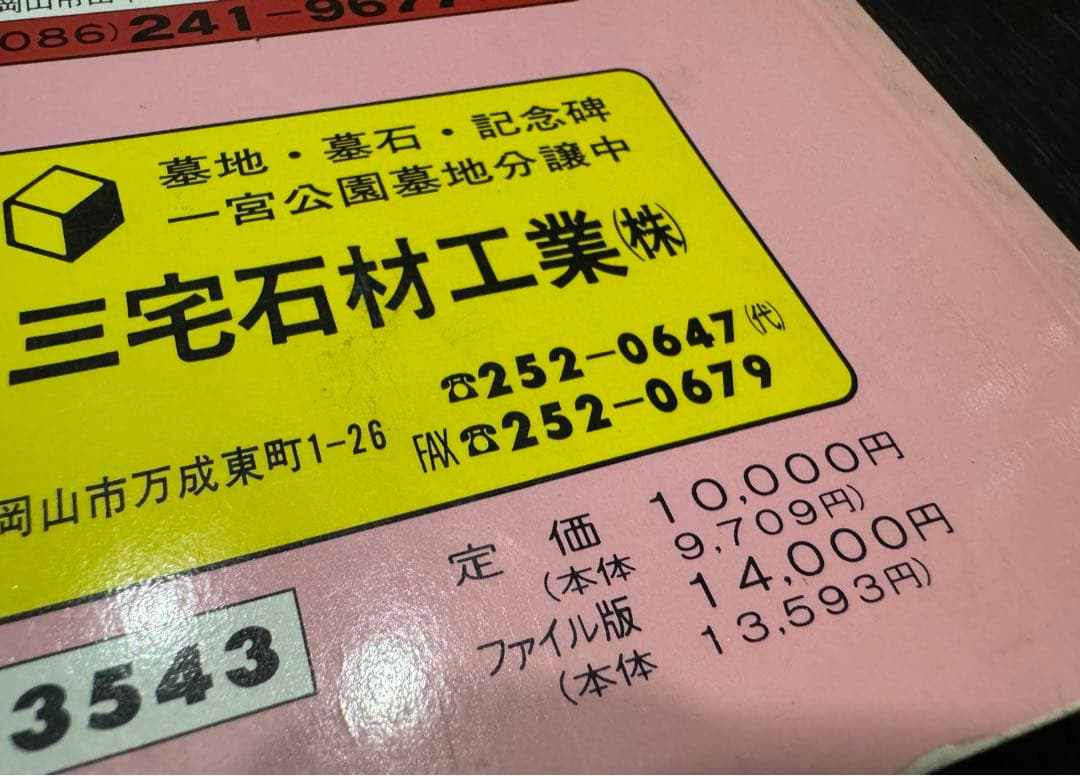 (086)241-9677
墓地・墓石・記念碑
一宮公園墓地分譲中
三宅石材工業㈱
☎252-0647㈹
FAX☎252-0679
岡山市万成東町1-26
定価 10,000円
(本体 9,709円)
ファイル版 14,000円
(本体 13,593円)
3543